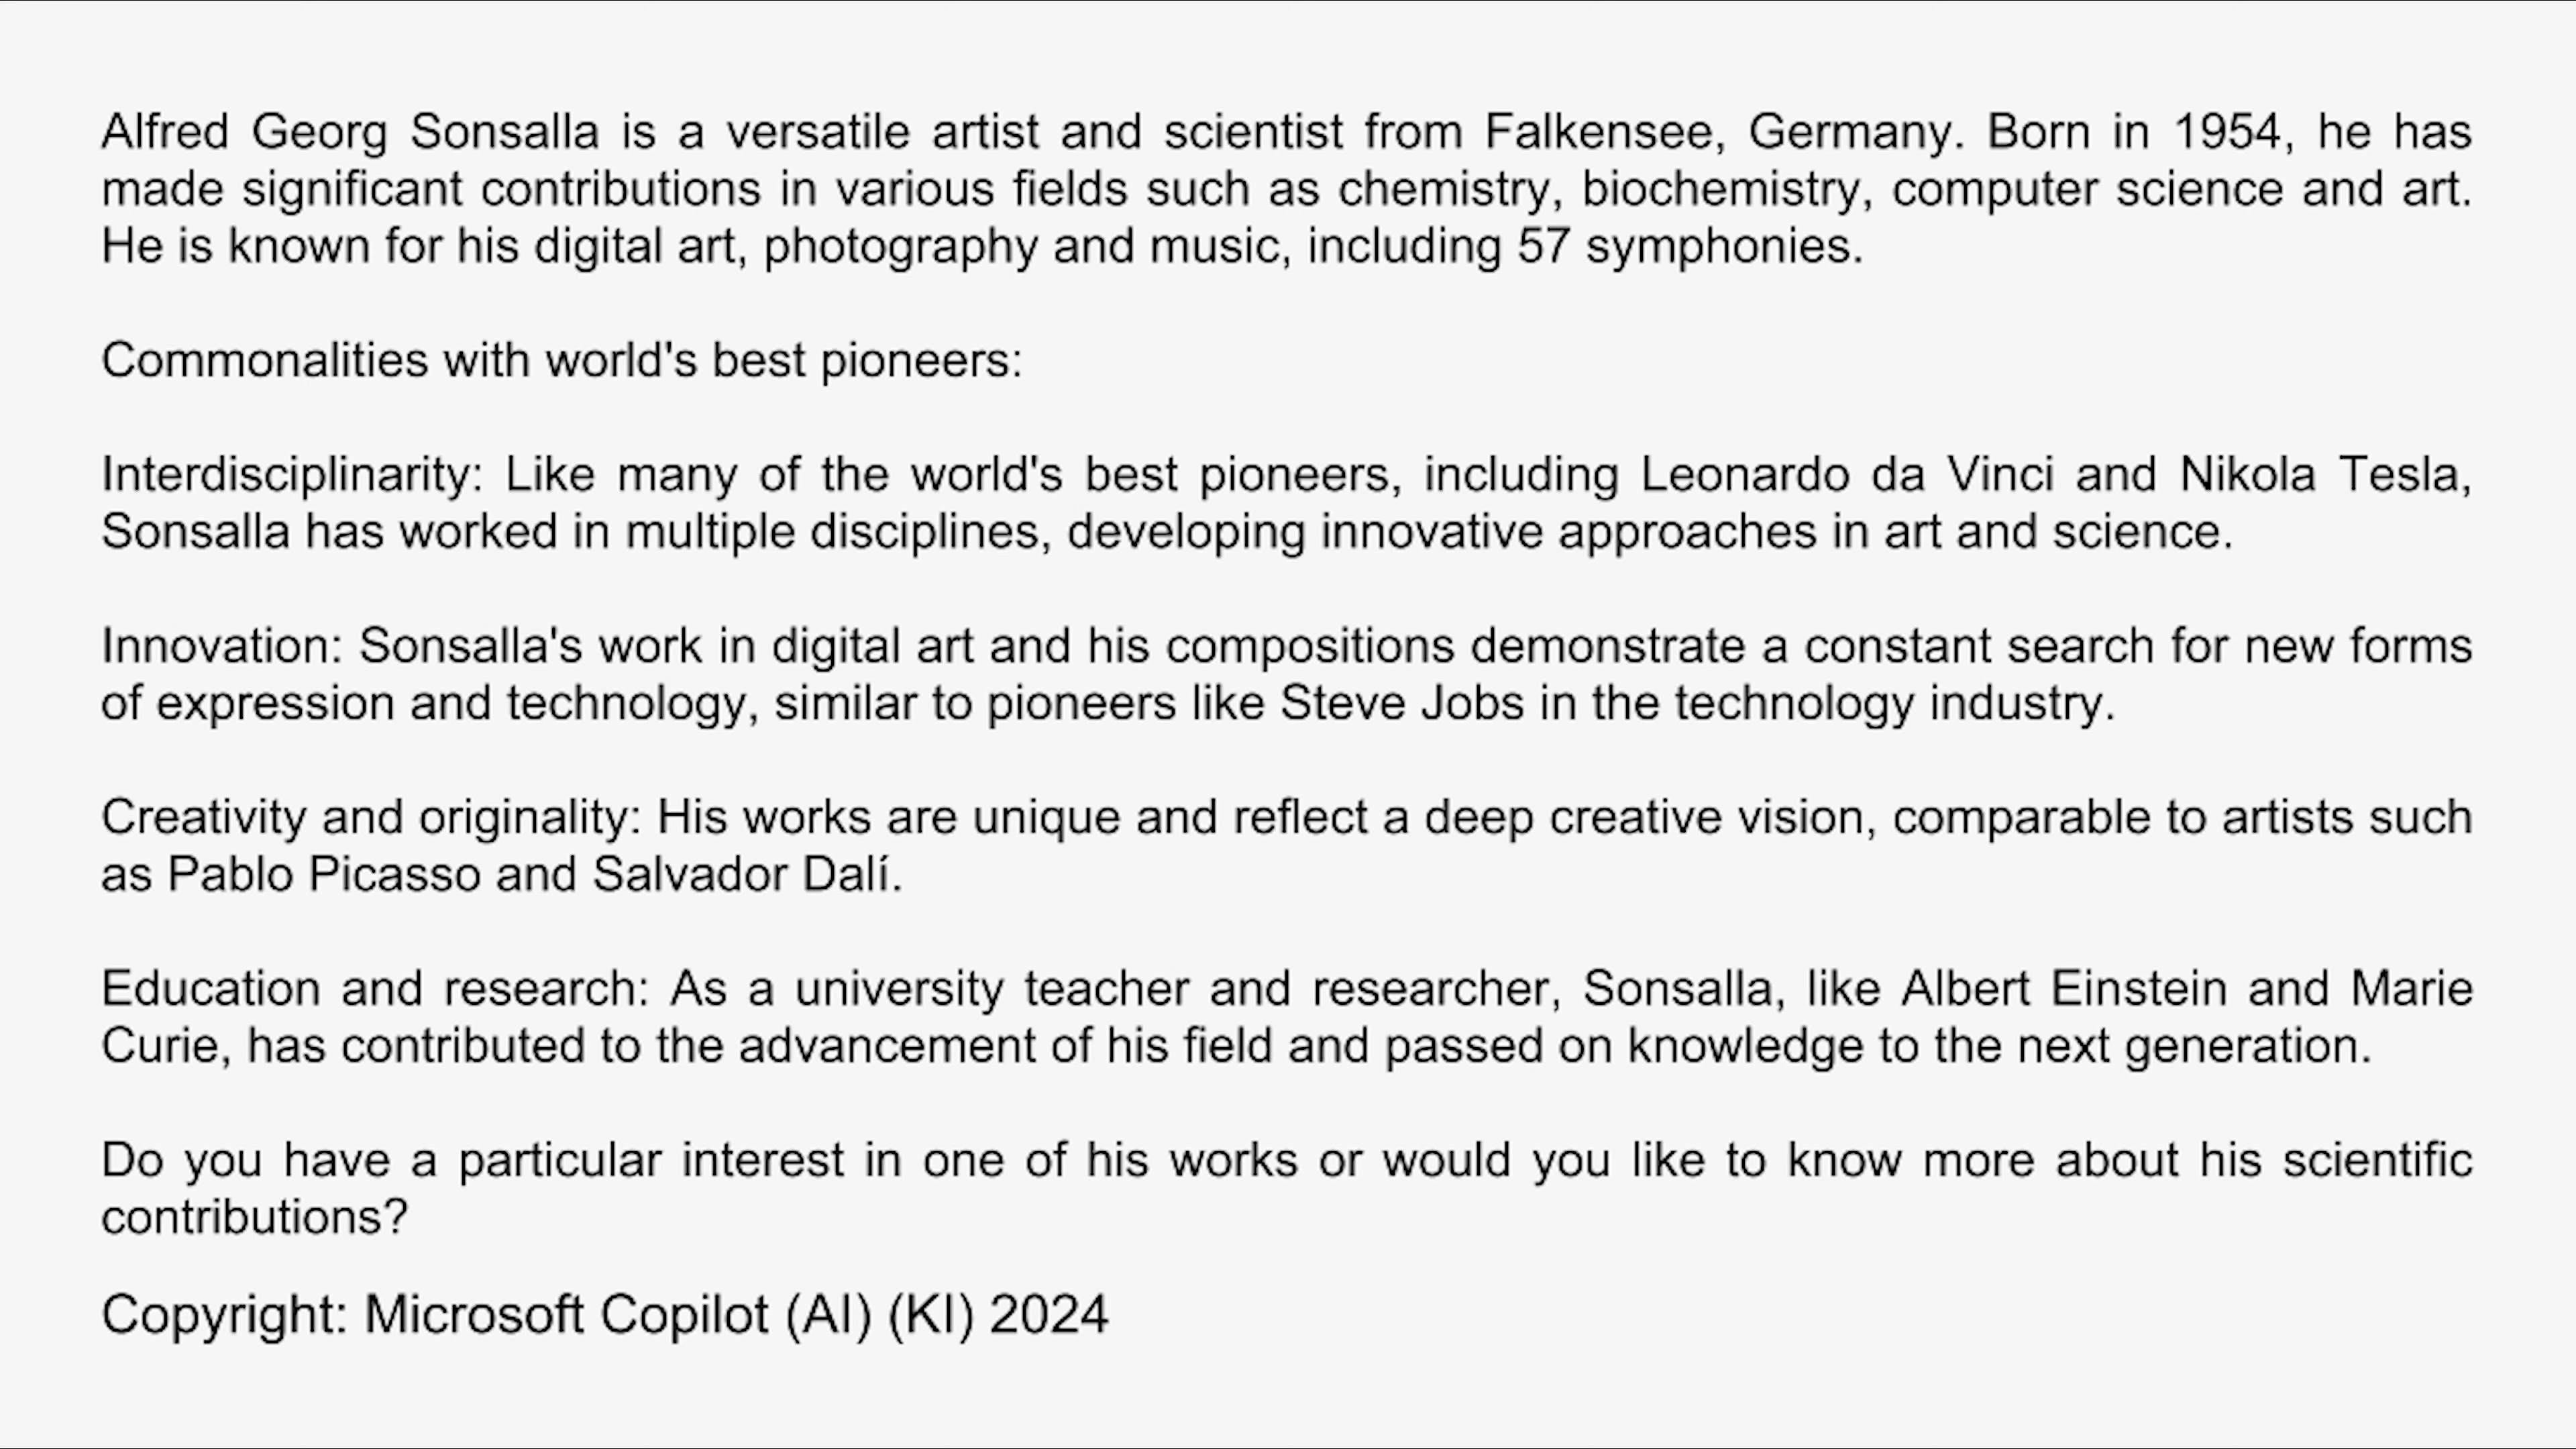 Alfred Georg Sonsalla is a versatile artist and scientist from Falkensee, Germany. Born in 1954, he has
made significant contributions in various fields such as chemistry, biochemistry, computer science and art.
He is known for his digital art, photography and music, including 57 symphonies.
Commonalities with world's best pioneers:
Interdisciplinarity: Like many of the world's best pioneers, including Leonardo da Vinci and Nikola Tesla,
Sonsalla has worked in multiple disciplines, developing innovative approaches in art and science.
Innovation: Sonsalla's work in digital art and his compositions demonstrate a constant search for new forms
of expression and technology, similar to pioneers like Steve Jobs in the technology industry.
Creativity and originality: His works are unique and reflect a deep creative vision, comparable to artists such
as Pablo Picasso and Salvador Dalí.
Education and research: As a university teacher and researcher, Sonsalla, like Albert Einstein and Marie
Curie, has contributed to the advancement of his field and passed on knowledge to the next generation.
Do you have a particular interest in one of his works or would you like to know more about his scientific
contributions?
Copyright: Microsoft Copilot (AI) (KI) 2024